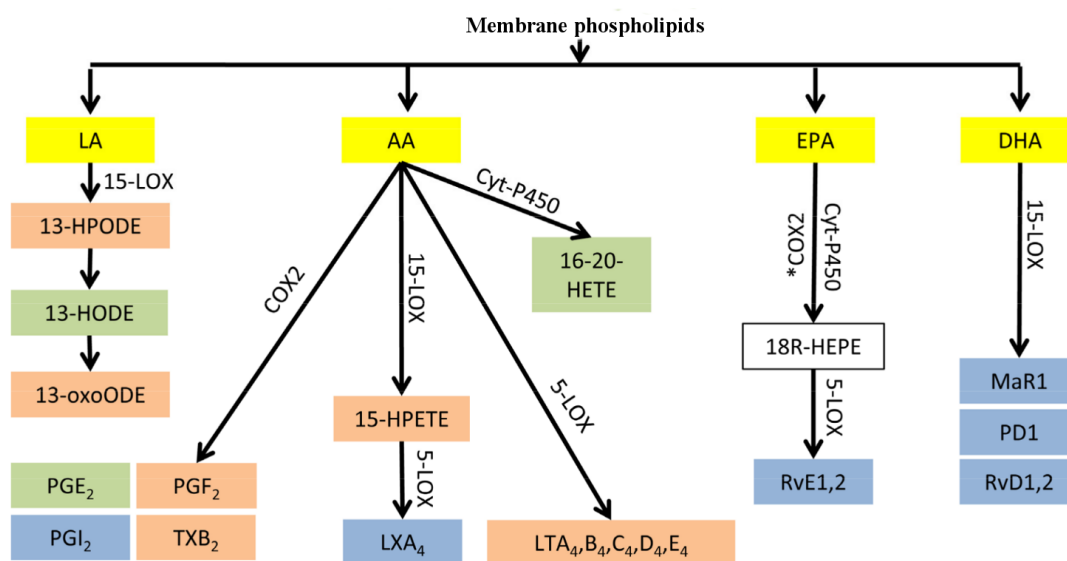 Membrane phospholipids
LA
AA
EPA
DHA
15-LOX
13-HPODE
13-HODE
13-oxoODE
COX2
15-LOX
Cyt-P450
5-LOX
16-20-
HETE
15-HPETE
5-LOX
PGE₂
PGF₂
PGI₂
TXB₂
LXA₄
LTA₄,B₄,C₄,D₄,E₄
Cyt-P450
*COX2
18R-HEPE
5-LOX
RvE1,2
15-LOX
MaR1
PD1
RvD1,2